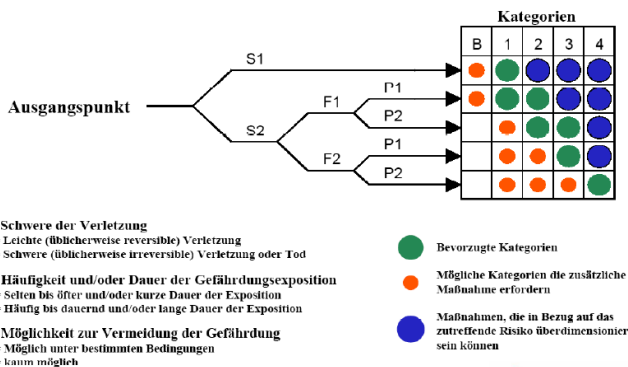 Kategorien
B 1 2 3 4
S1
Ausgangspunkt
F1
P1
P2
S2
F2
P1
P2
Schwere der Verletzung
Leichte (üblicherweise reversible) Verletzung
Schwere (üblicherweise irreversible) Verletzung oder Tod
Häufigkeit und/oder Dauer der Gefährdungsexposition
= Selten bis öfter und/oder kurze Dauer der Exposition
= Häufig bis dauernd und/oder lange Dauer der Exposition
Möglichkeit zur Vermeidung der Gefährdung
= Möglich unter bestimmten Bedingungen
= kaum möglich
Bevorzugte Kategorien
Mögliche Kategorien die zusätzliche
Maßnahme erfordern
Maßnahmen, die in Bezug auf das
zutreffende Risiko überdimensionier
sein können